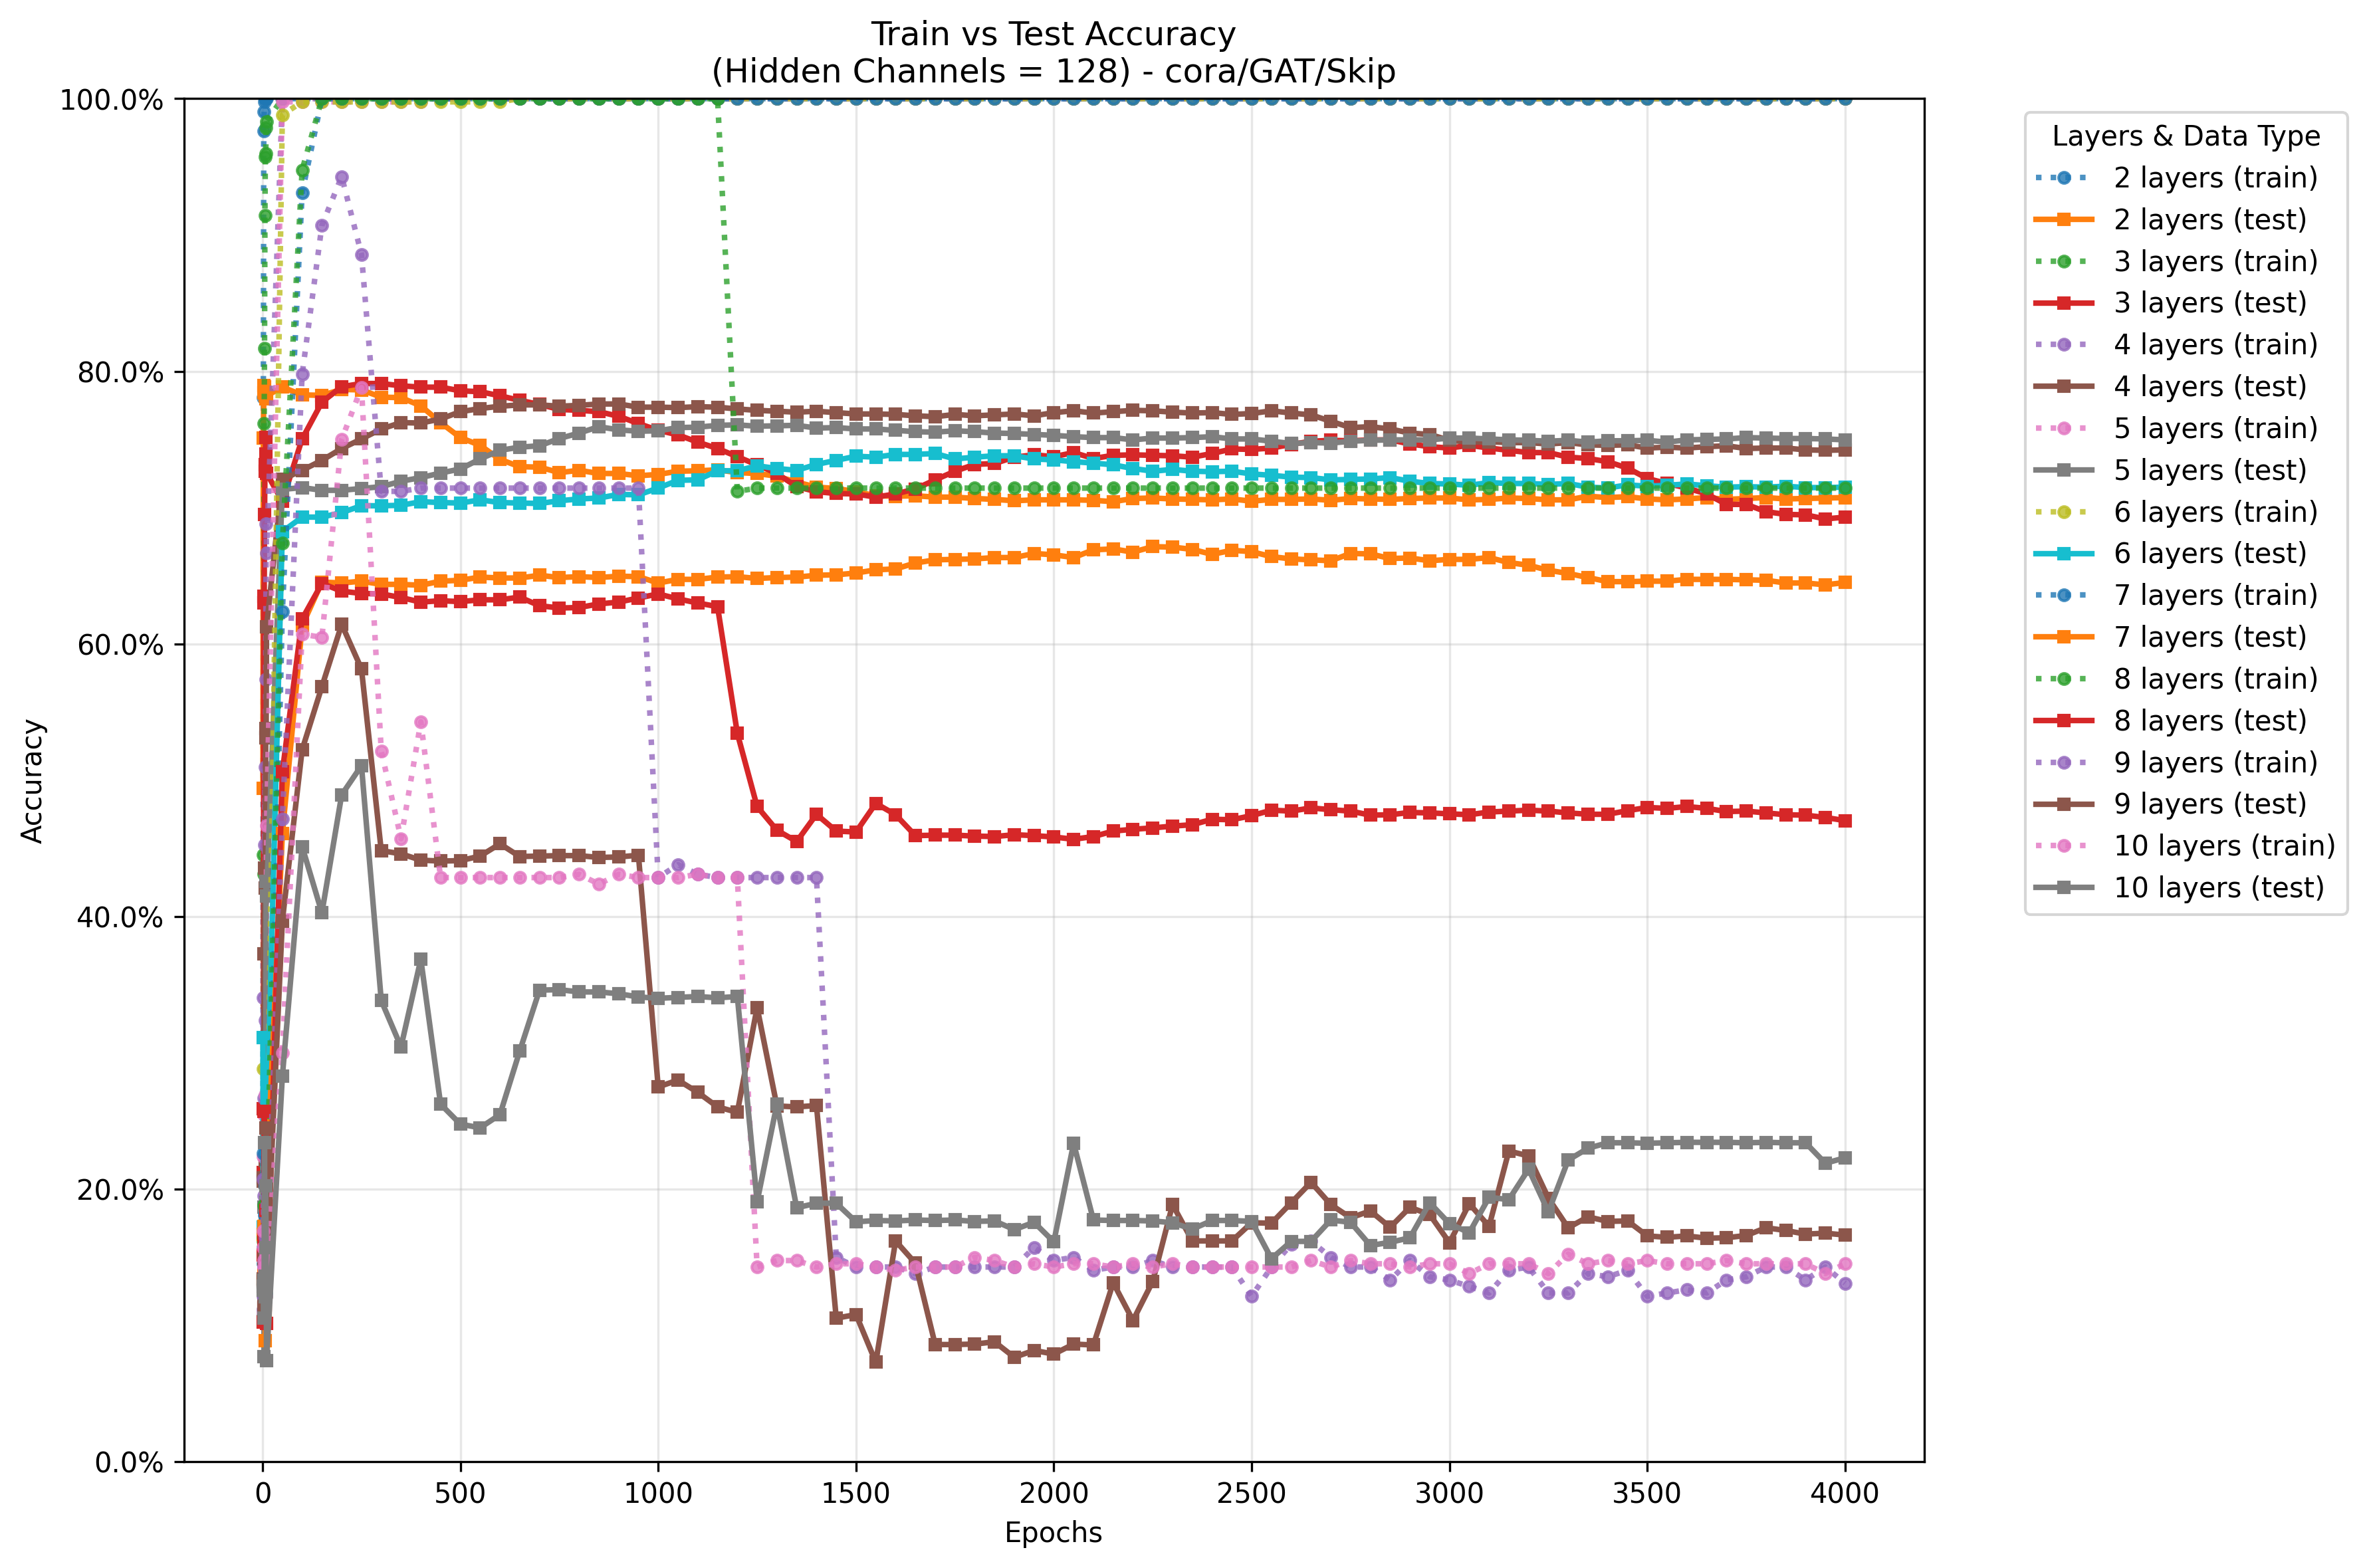 Train vs Test Accuracy
(Hidden Channels = 128) - cora/GAT/Skip
100.0%
80.0%
60.0%
40.0%
20.0%
0.0%
Accuracy
0 500 1000 1500 2000 2500 3000 3500 4000
Epochs
Layers & Data Type
2 layers (train)
2 layers (test)
3 layers (train)
3 layers (test)
4 layers (train)
4 layers (test)
5 layers (train)
5 layers (test)
6 layers (train)
6 layers (test)
7 layers (train)
7 layers (test)
8 layers (train)
8 layers (test)
9 layers (train)
9 layers (test)
10 layers (train)
10 layers (test)